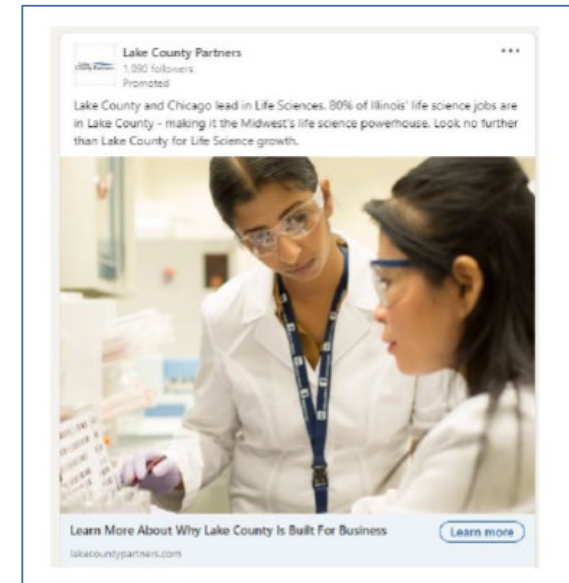 Lake County Partners
1,090 followers
Promoted
Lake County and Chicago lead in Life Sciences. 80% of Illinois' life science jobs are
in Lake County - making it the Midwest's life science powerhouse. Look no further
than Lake County for Life Science growth.
Learn More About Why Lake County Is Built For Business
Learn more
lakecountypartners.com